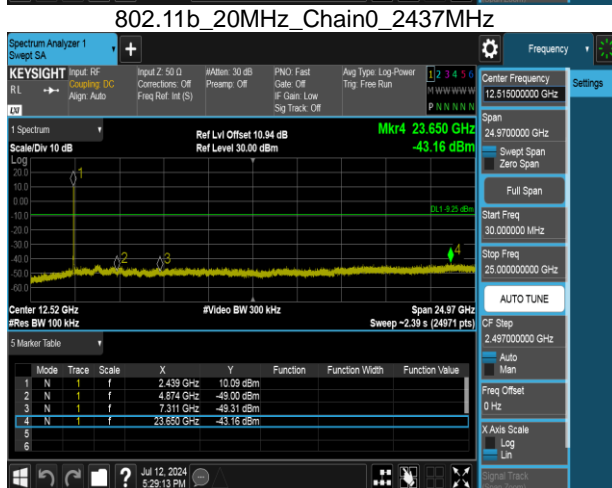 802.11b_20MHz_Chain0_2437MHz
Spectrum Analyzer 1
Swept SA
Frequency
KEYSIGHT
RL
Input: RF
Coupling: DC
Align: Auto
Input Z: 50 Ω
Corrections: Off
Freq Ref: Int (S)
#Atten: 30 dB
Preamp: Off
PNO: Fast
Gate: Off
IF Gain: Low
Sig Track: Off
Avg Type: Log-Power
Trig: Free Run
1 2 3 4 5 6
M W W W W W
P N N N N N
LV
Center Frequency
12.515000000 GHz
Settings
Span
24.9700000 GHz
Swept Span
Zero Span
Full Span
Start Freq
30.000000 MHz
Stop Freq
25.000000000 GHz
AUTO TUNE
CF Step
2.497000000 GHz
Auto
Man
Freq Offset
0 Hz
X Axis Scale
Log
Lin
Signal Track
1 Spectrum
Scale/Div 10 dB
Ref Lvl Offset 10.94 dB
Ref Level 30.00 dBm
Mkr4 23.650 GHz
-43.16 dBm
Log
20.0
10.0
0.00
-10.0
-20.0
-30.0
-40.0
-50.0
-60.0
1
2
3
4
DL1 -9.25 dBm
Center 12.52 GHz
#Res BW 100 kHz
#Video BW 300 kHz
Span 24.97 GHz
Sweep ~2.39 s (24971 pts)
5 Marker Table
Mode Trace Scale X Y Function Function Width Function Value
1 N 1 f 2.439 GHz 10.09 dBm
2 N 1 f 4.874 GHz -49.00 dBm
3 N 1 f 7.311 GHz -49.31 dBm
4 N 1 f 23.650 GHz -43.16 dBm
5
6
?
Jul 12, 2024
5:29:13 PM